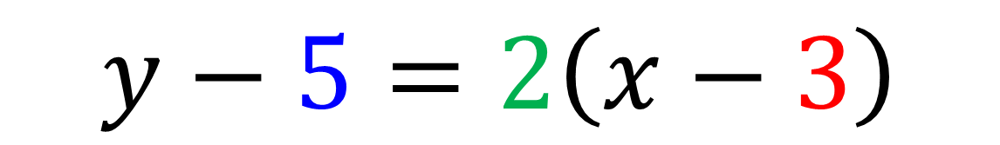 y − 5 = 2(x − 3)